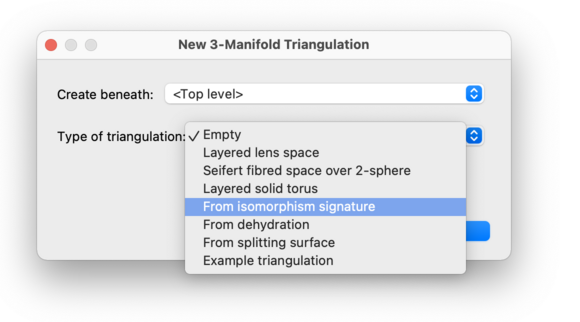 New 3-Manifold Triangulation
Create beneath: <Top level>
Type of triangulation: ✓ Empty
Layered lens space
Seifert fibred space over 2-sphere
Layered solid torus
From isomorphism signature
From dehydration
From splitting surface
Example triangulation